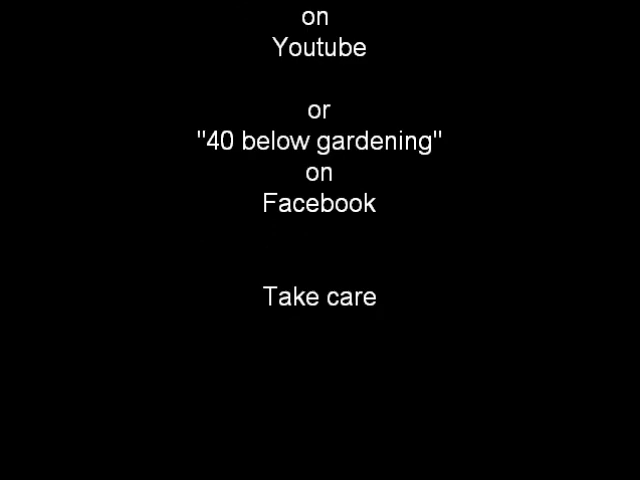 on
Youtube
or
"40 below gardening"
on
Facebook
Take care